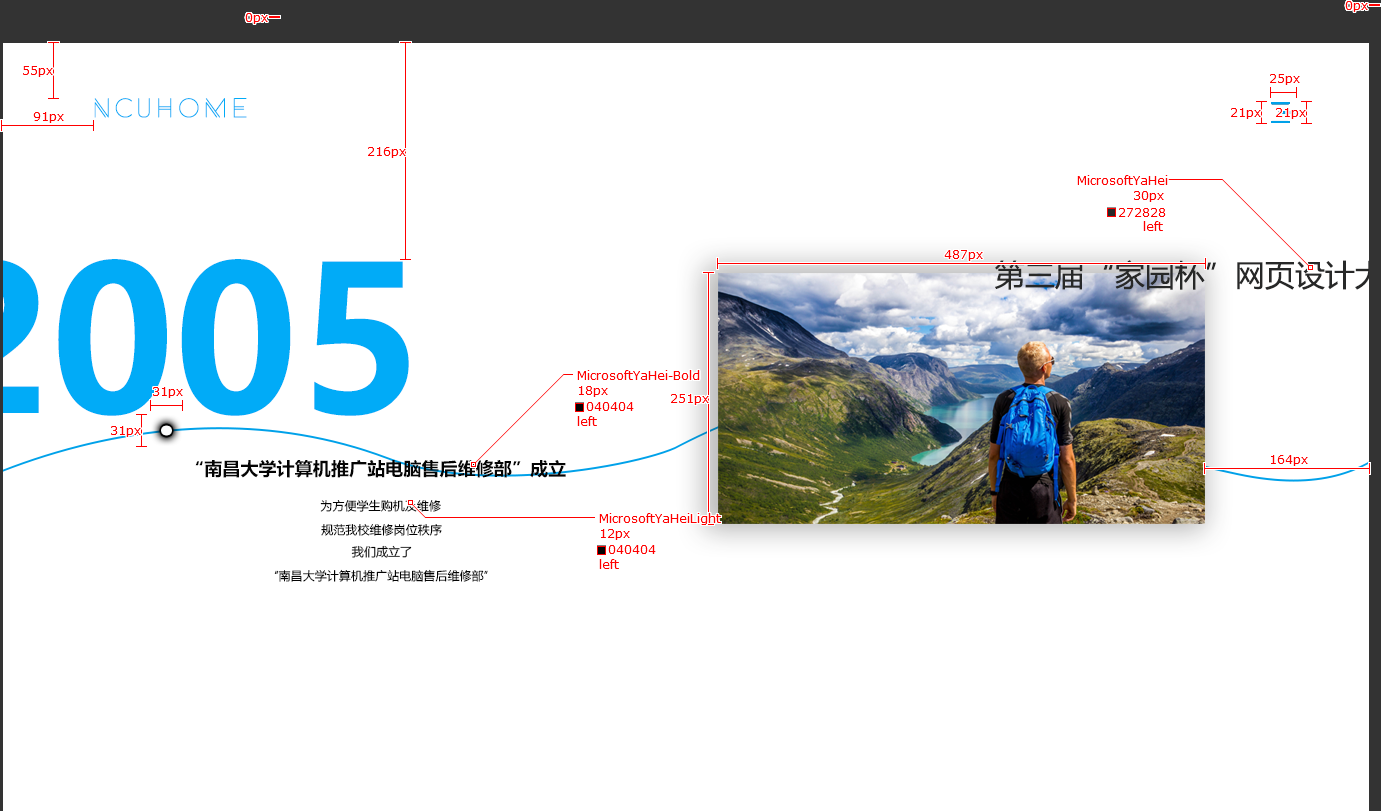 0px
0px
55px
91px
NCUHOME
216px
25px
21px
21px
MicrosoftYaHei
30px
272828
left
487px
第三届“家园杯”网页设计大
2005
31px
31px
MicrosoftYaHei-Bold
18px
040404
left
251px
“南昌大学计算机推广站电脑售后维修部”成立
164px
为方便学生购机及维修
MicrosoftYaHeiLight
12px
040404
left
规范我校维修岗位秩序
我们成立了
“南昌大学计算机推广站电脑售后维修部”